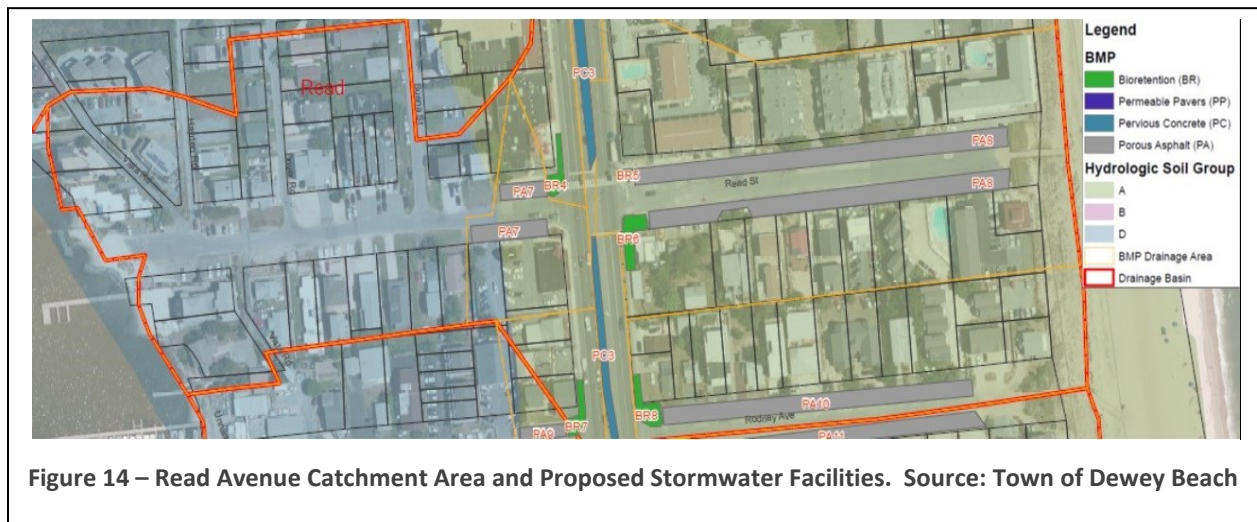 Read
PC3
Legend
BMP
Bioretention (BR)
Permeable Pavers (PP)
Pervious Concrete (PC)
Porous Asphalt (PA)
Hydrologic Soil Group
A
B
D
BMP Drainage Area
Drainage Basin
PA8
BR5
Read St
BR4
PA7
PA8
PA7
BR6
PC3
BR8
PA10
Rodney Ave
BR7
PA9
PA11
Figure 14 – Read Avenue Catchment Area and Proposed Stormwater Facilities. Source: Town of Dewey Beach